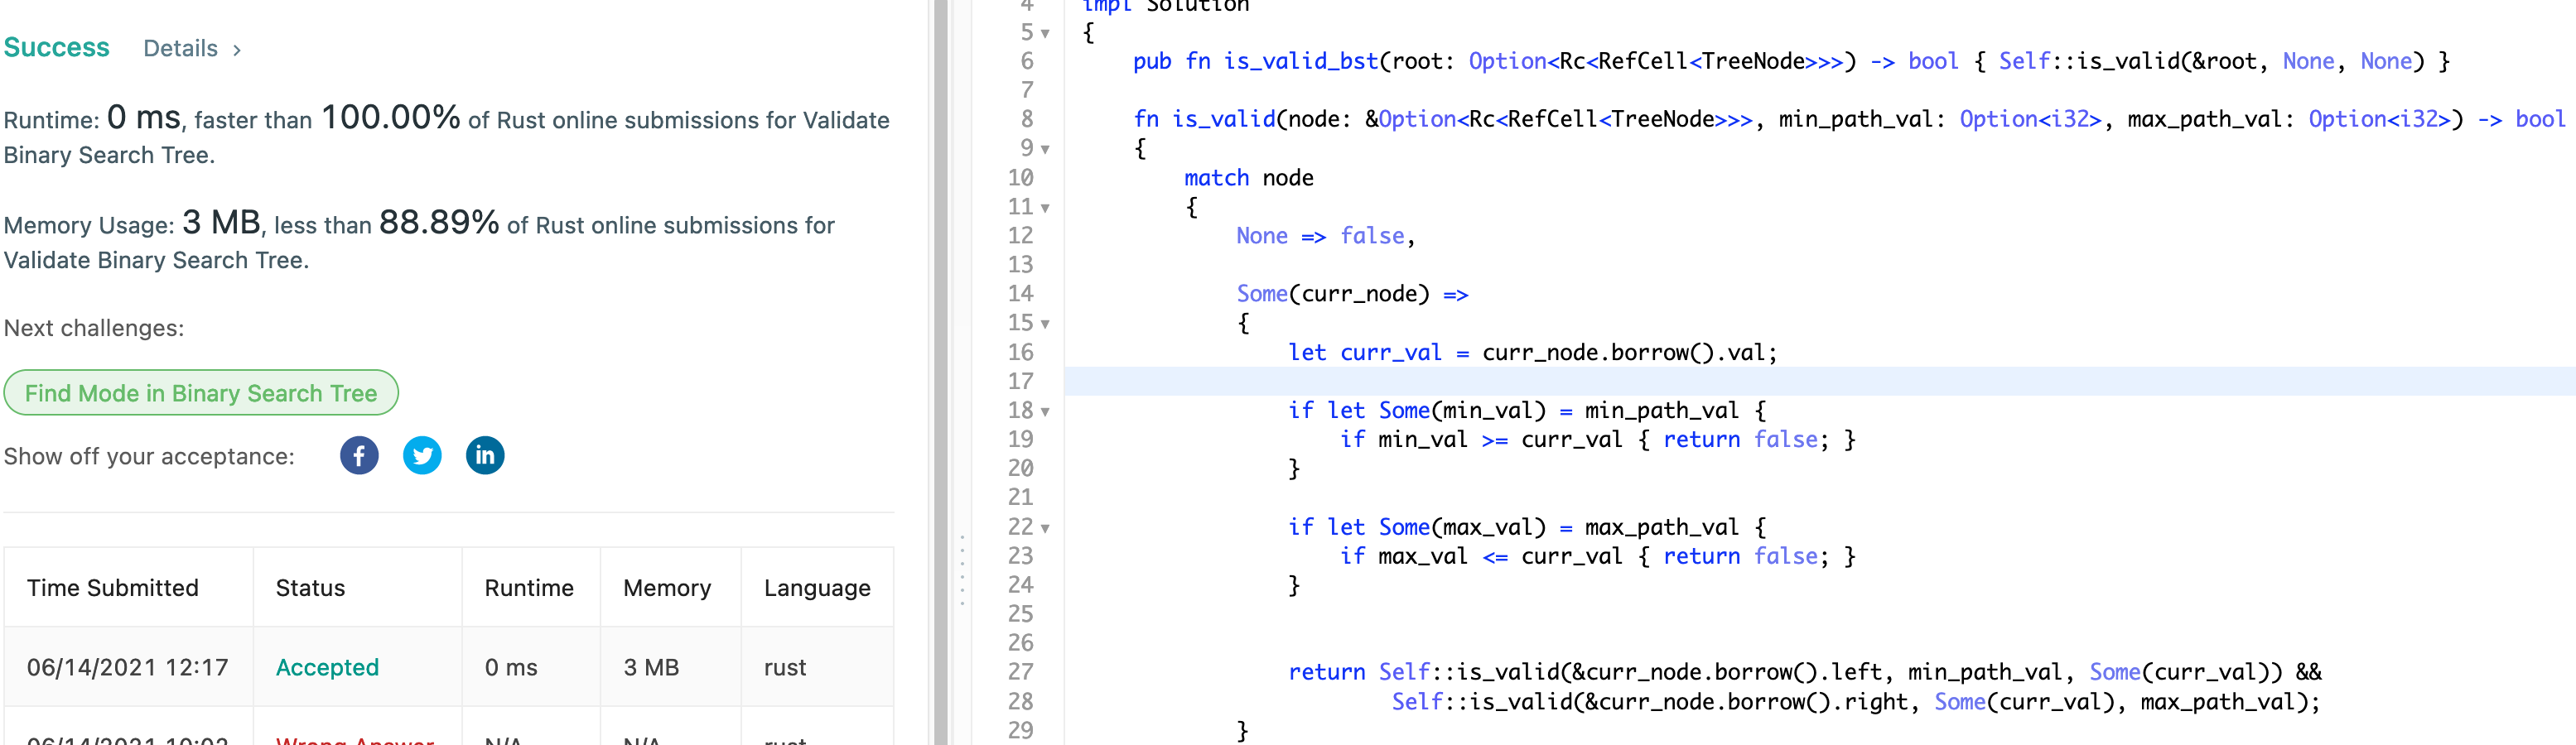 Success Details ›
Runtime: 0 ms, faster than 100.00% of Rust online submissions for Validate
Binary Search Tree.
Memory Usage: 3 MB, less than 88.89% of Rust online submissions for
Validate Binary Search Tree.
Next challenges:
Find Mode in Binary Search Tree
Show off your acceptance:
Time Submitted Status Runtime Memory Language
06/14/2021 12:17 Accepted 0 ms 3 MB rust
06/14/2021 10:02 Wrong Answer N/A N/A rust
4 impl Solution
5 {
6 pub fn is_valid_bst(root: Option<Rc<RefCell<TreeNode>>>) -> bool { Self::is_valid(&root, None, None) }
7
8 fn is_valid(node: &Option<Rc<RefCell<TreeNode>>>, min_path_val: Option<i32>, max_path_val: Option<i32>) -> bool
9 {
10 match node
11 {
12 None => false,
13
14 Some(curr_node) =>
15 {
16 let curr_val = curr_node.borrow().val;
17
18 if let Some(min_val) = min_path_val {
19 if min_val >= curr_val { return false; }
20 }
21
22 if let Some(max_val) = max_path_val {
23 if max_val <= curr_val { return false; }
24 }
25
26
27 return Self::is_valid(&curr_node.borrow().left, min_path_val, Some(curr_val)) &&
28 Self::is_valid(&curr_node.borrow().right, Some(curr_val), max_path_val);
29 }